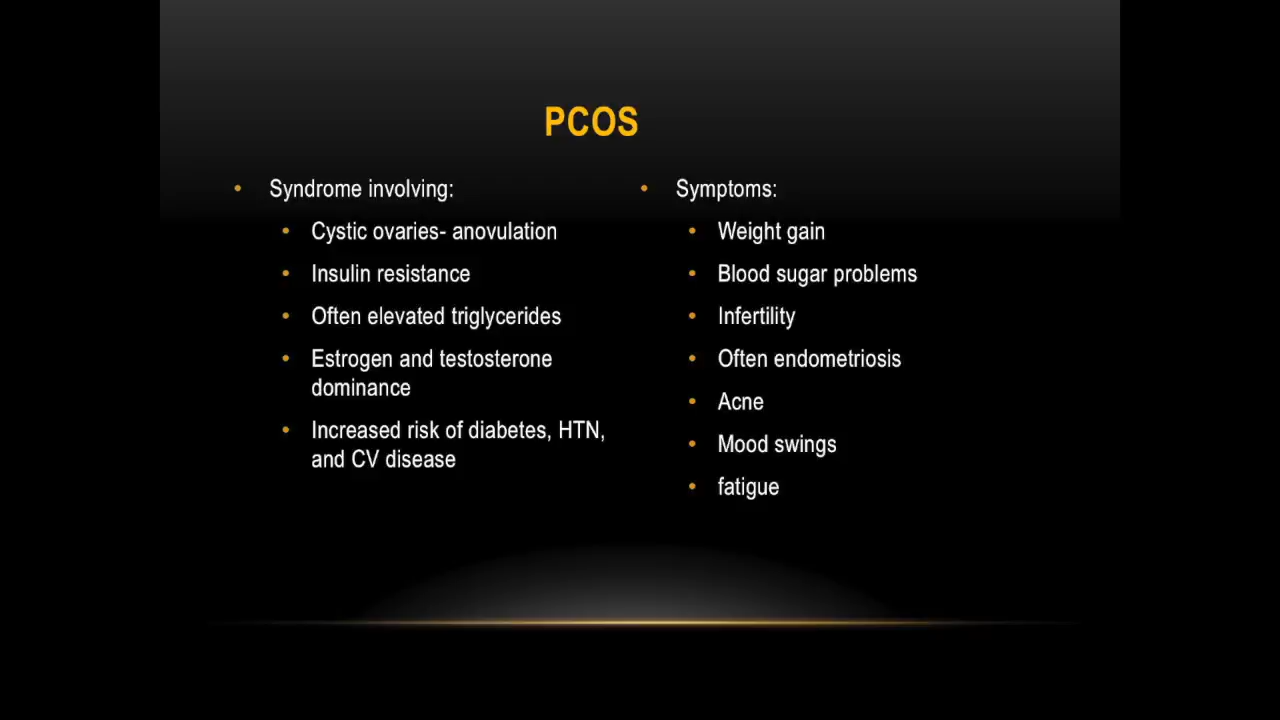 PCOS
• Syndrome involving:
• Cystic ovaries- anovulation
• Insulin resistance
• Often elevated triglycerides
• Estrogen and testosterone
dominance
• Increased risk of diabetes, HTN,
and CV disease
• Symptoms:
• Weight gain
• Blood sugar problems
• Infertility
• Often endometriosis
• Acne
• Mood swings
• fatigue